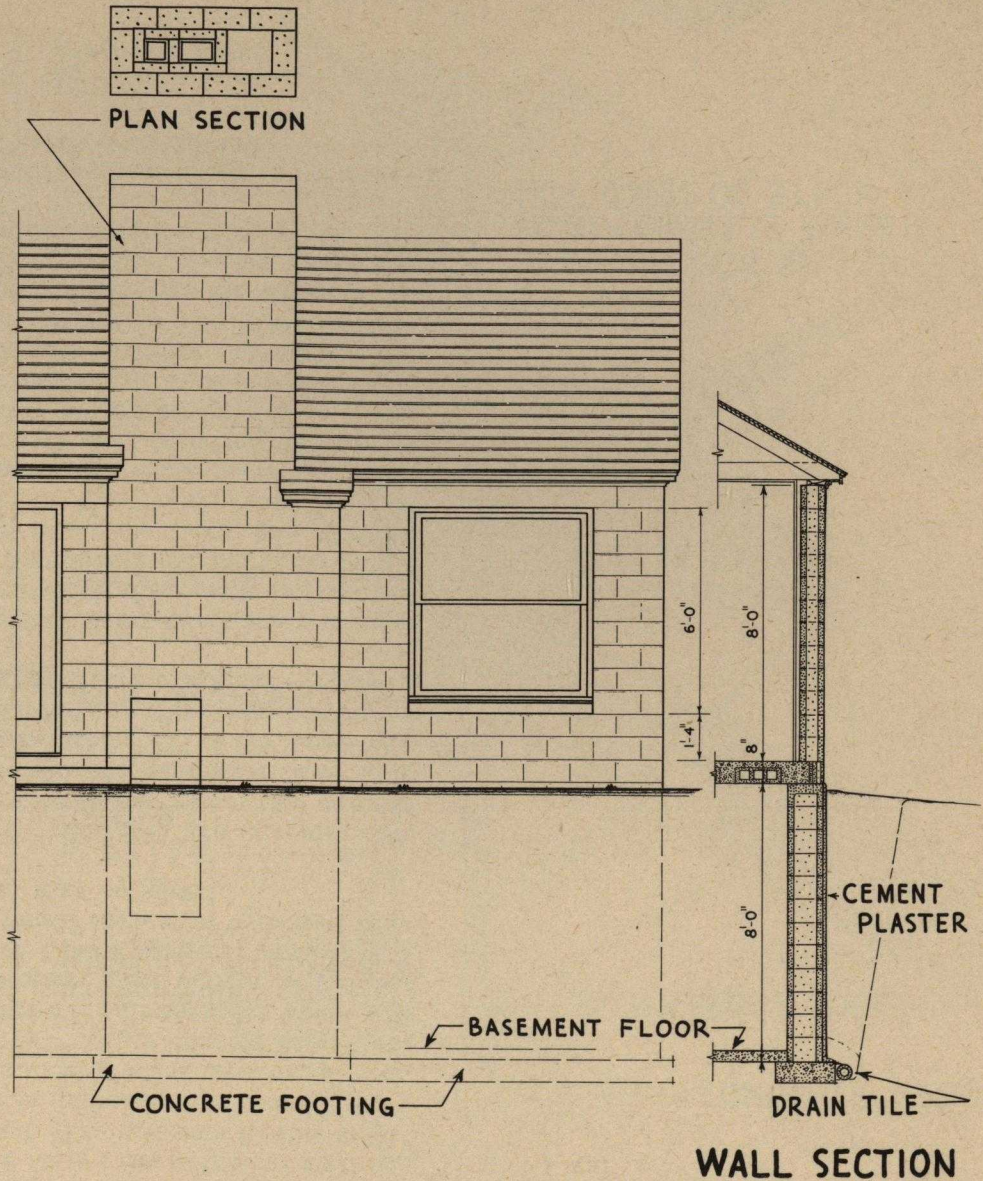 PLAN SECTION
6'-0"
8'-0"
1'-4"
8"
8'-0"
CEMENT
PLASTER
BASEMENT FLOOR
CONCRETE FOOTING
DRAIN TILE
WALL SECTION